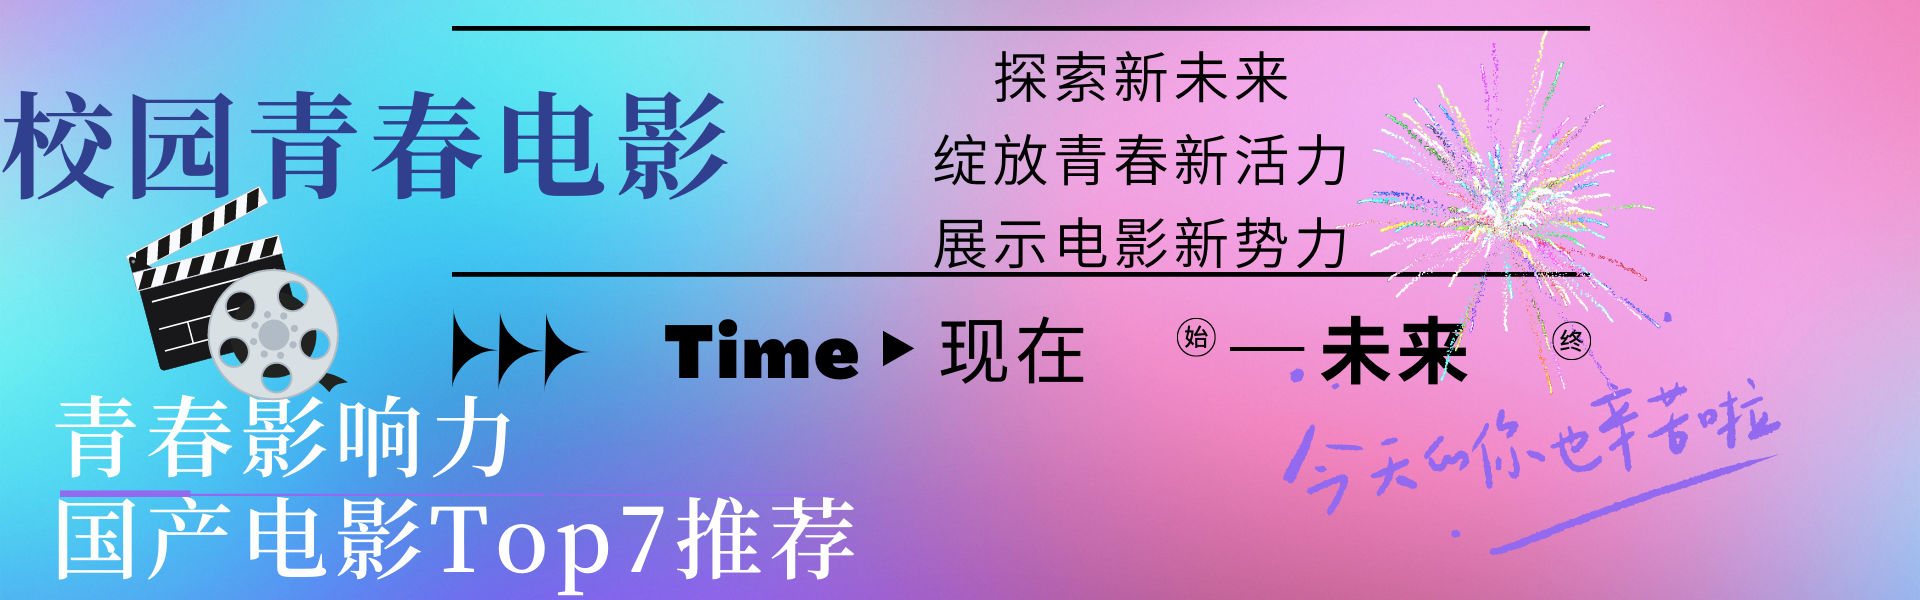 校园青春电影
探索新未来
绽放青春新活力
展示电影新势力
Time 现在 始 — 未来 终
青春影响力
国产电影Top7推荐
今天的你也辛苦啦